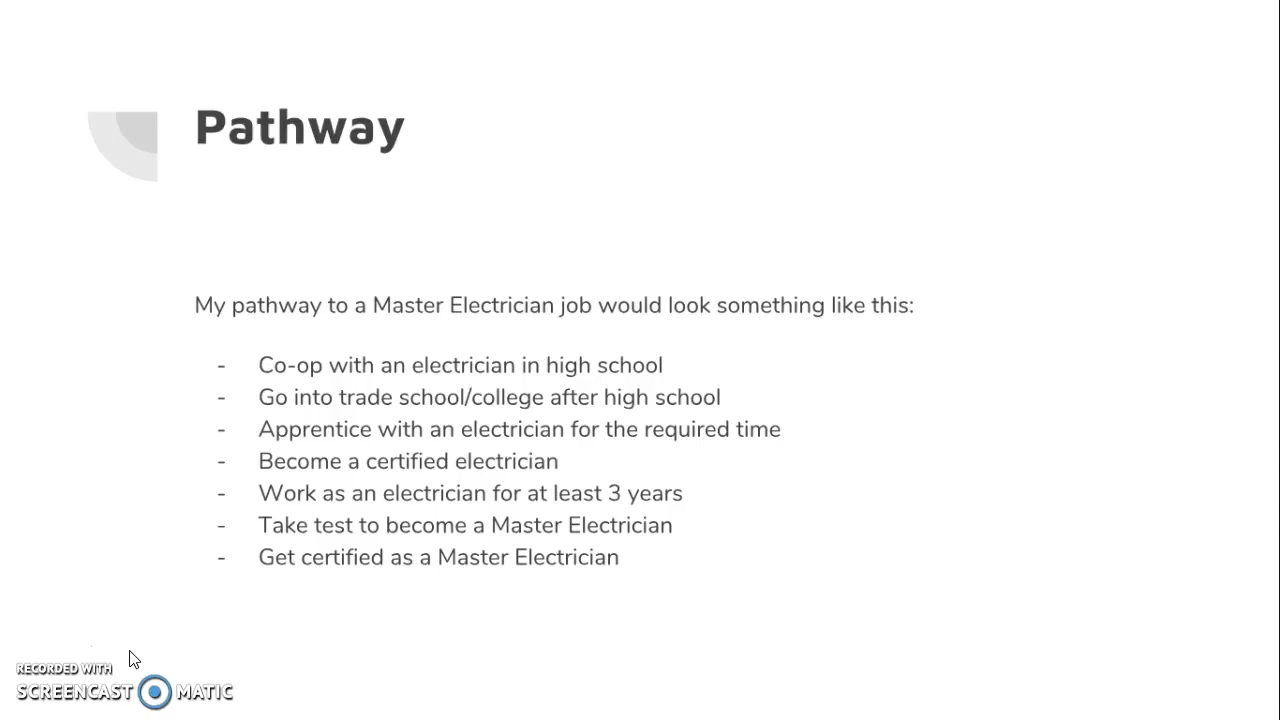 Pathway
My pathway to a Master Electrician job would look something like this:
- Co-op with an electrician in high school
- Go into trade school/college after high school
- Apprentice with an electrician for the required time
- Become a certified electrician
- Work as an electrician for at least 3 years
- Take test to become a Master Electrician
- Get certified as a Master Electrician
RECORDED WITH
SCREENCAST MATIC